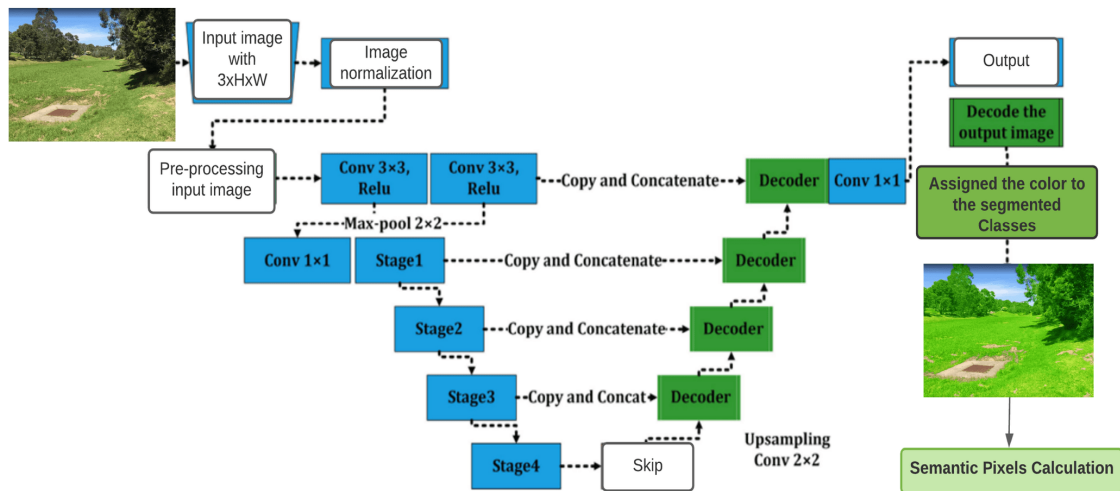 Input image
with
3xHxW
Image
normalization
Output
Decode the
output image
Pre-processing
input image
Conv 3×3,
Relu
Conv 3×3,
Relu
Copy and Concatenate
Decoder
Conv 1×1
Assigned the color to
the segmented
Classes
Max-pool 2×2
Conv 1×1
Stage1
Copy and Concatenate
Decoder
Stage2
Copy and Concatenate
Decoder
Stage3
Copy and Concat
Decoder
Stage4
Skip
Upsampling
Conv 2×2
Semantic Pixels Calculation